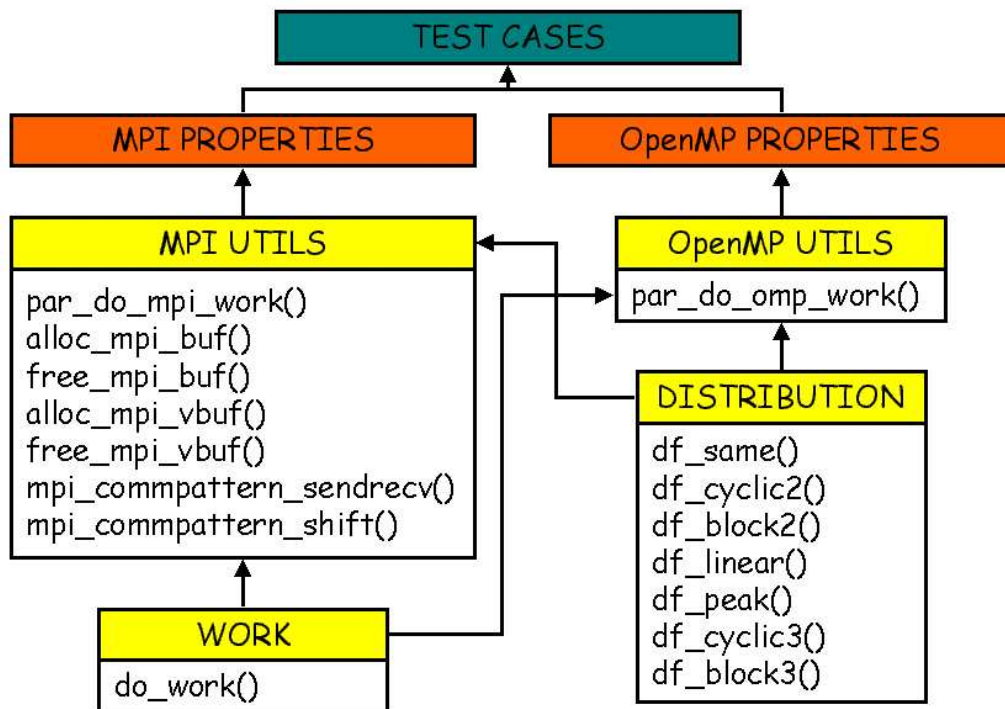 TEST CASES
MPI PROPERTIES
OpenMP PROPERTIES
MPI UTILS
par_do_mpi_work()
alloc_mpi_buf()
free_mpi_buf()
alloc_mpi_vbuf()
free_mpi_vbuf()
mpi_commpattern_sendrecv()
mpi_commpattern_shift()
OpenMP UTILS
par_do_omp_work()
DISTRIBUTION
df_same()
df_cyclic2()
df_block2()
df_linear()
df_peak()
df_cyclic3()
df_block3()
WORK
do_work()